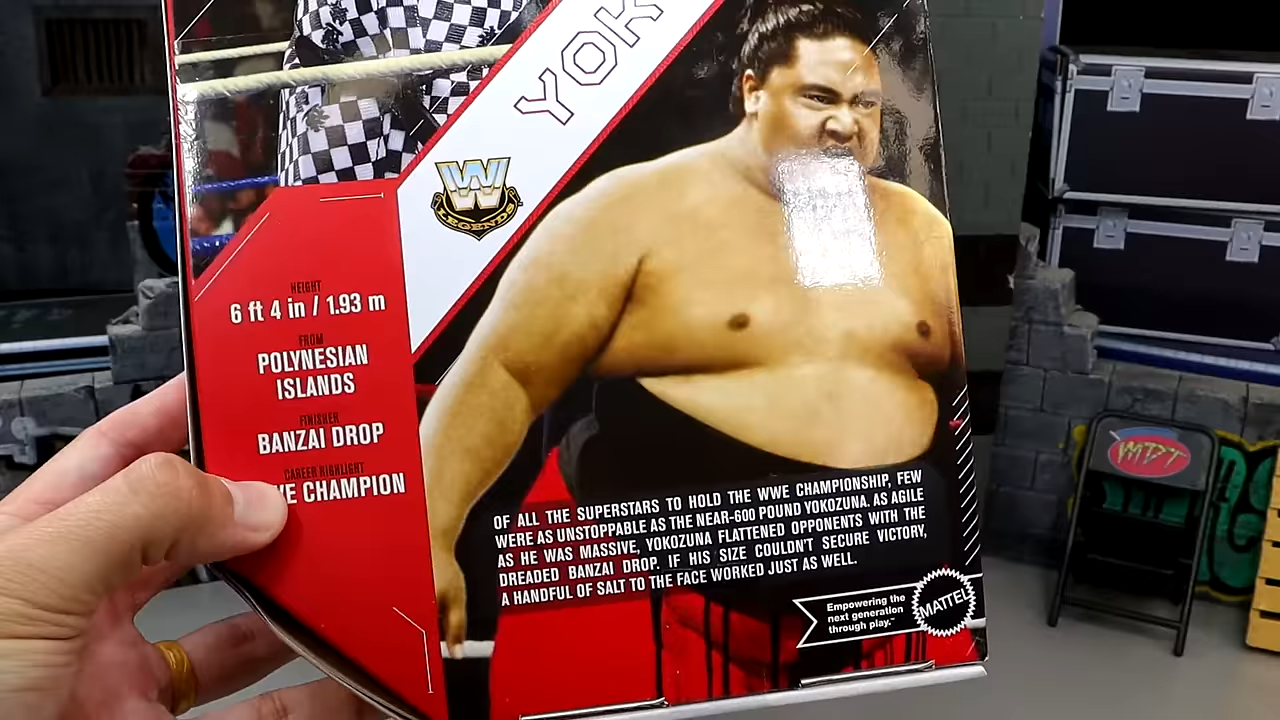 YOK
LEGENDS
HEIGHT
6 ft 4 in / 1.93 m
FROM
POLYNESIAN
ISLANDS
FINISHER
BANZAI DROP
CAREER HIGHLIGHT
E CHAMPION
OF ALL THE SUPERSTARS TO HOLD THE WWE CHAMPIONSHIP, FEW
WERE AS UNSTOPPABLE AS THE NEAR-600 POUND YOKOZUNA. AS AGILE
AS HE WAS MASSIVE, YOKOZUNA FLATTENED OPPONENTS WITH THE
DREADED BANZAI DROP. IF HIS SIZE COULDN'T SECURE VICTORY,
A HANDFUL OF SALT TO THE FACE WORKED JUST AS WELL.
Empowering the
next generation
through play.™
MATTEL
MDT